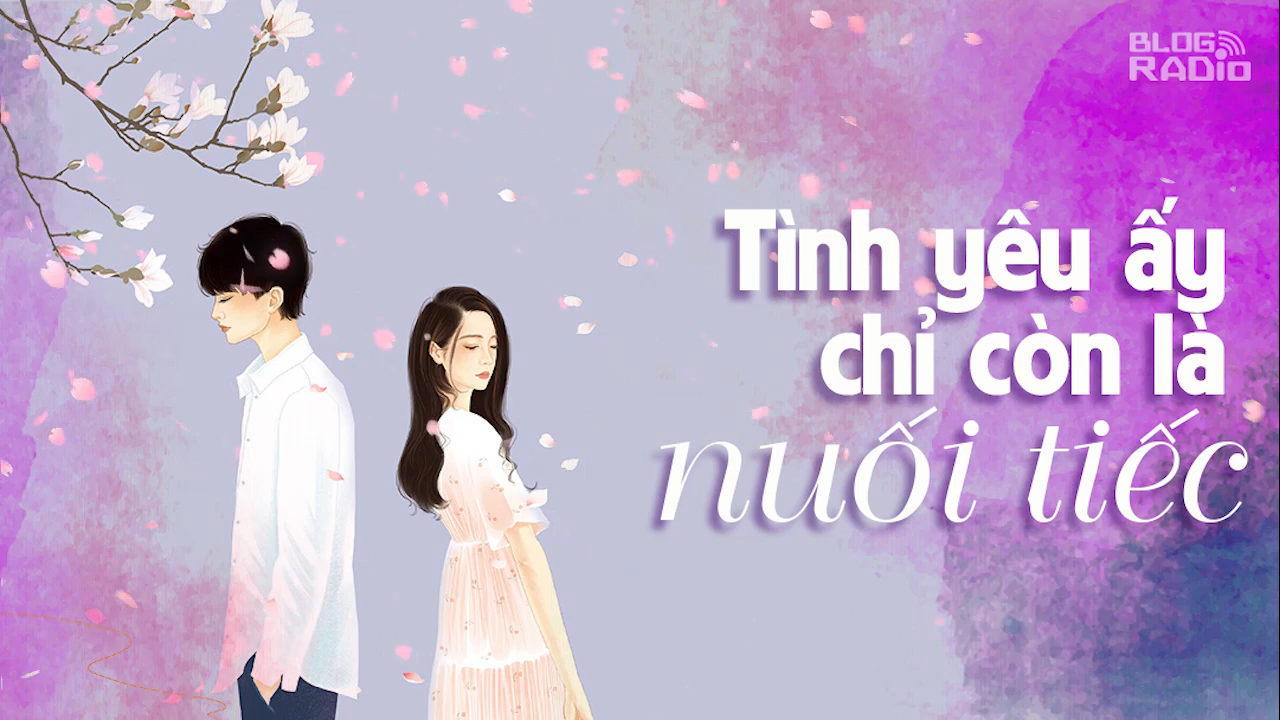 BLOG
RADIO
Tình yêu ấy
chỉ còn là
nuối tiếc